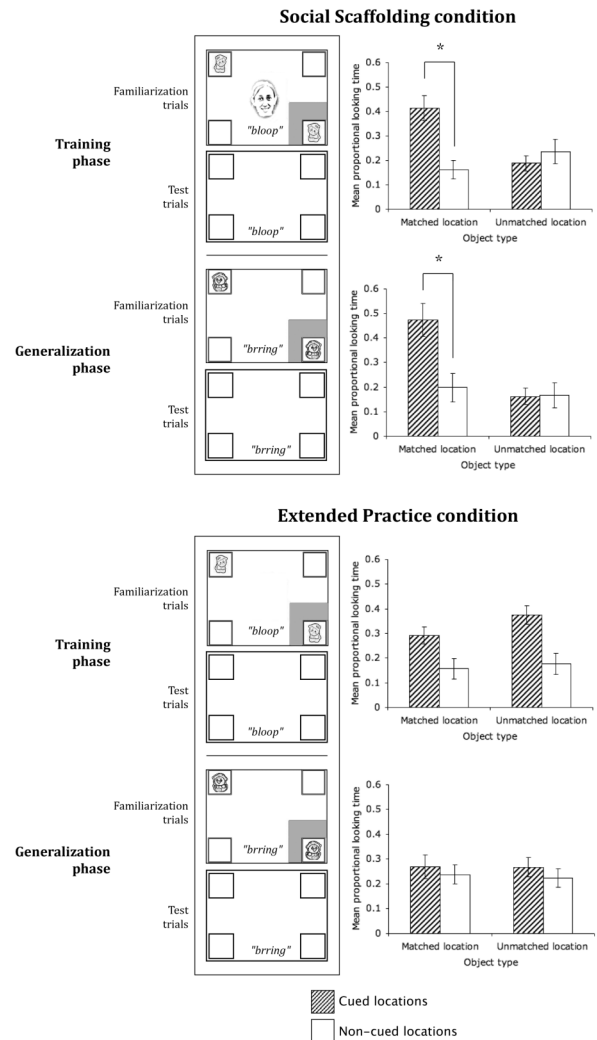 Social Scaffolding condition
Familiarization
trials
Training
phase
Test
trials
"bloop"
"bloop"
Familiarization
trials
Generalization
phase
Test
trials
"brring"
"brring"
Mean proportional looking time
0.6
0.5
0.4
0.3
0.2
0.1
0
*
Matched location
Unmatched location
Object type
Mean proportional looking time
0.6
0.5
0.4
0.3
0.2
0.1
0
*
Matched location
Unmatched location
Object type
Extended Practice condition
Familiarization
trials
Training
phase
Test
trials
"bloop"
"bloop"
Familiarization
trials
Generalization
phase
Test
trials
"brring"
"brring"
Mean proportional looking time
0.6
0.5
0.4
0.3
0.2
0.1
0
Matched location
Unmatched location
Object type
Mean proportional looking time
0.6
0.5
0.4
0.3
0.2
0.1
0
Matched location
Unmatched location
Object type
Cued locations
Non-cued locations